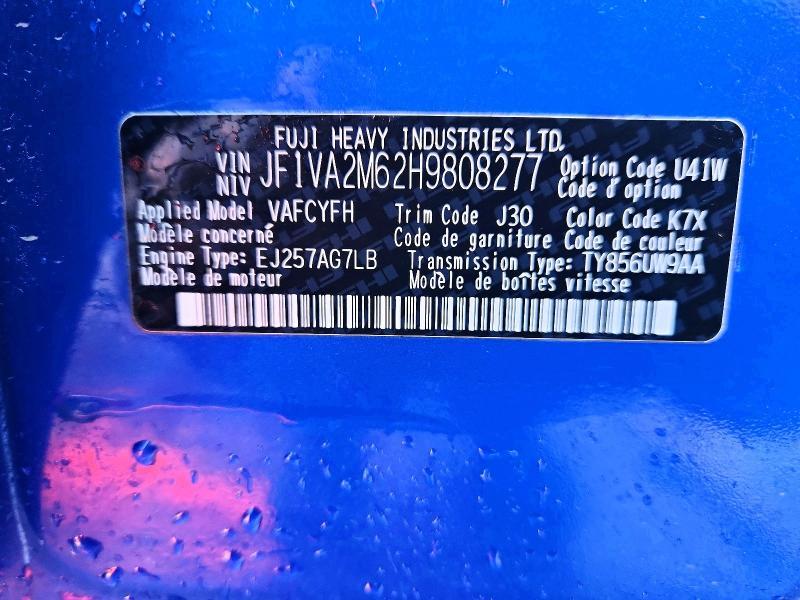 FUJI HEAVY INDUSTRIES LTD.
VIN NIV JF1VA2M62H9808277 Option Code U41W
Code d'option
Applied Model VAFCYFH Trim Code J30 Color Code K7X
Modèle concerné Code de garniture Code de couleur
Engine Type: EJ257AG7LB Transmission Type: TY856UW9AA
Modèle de moteur Modèle de boîtes vitesse